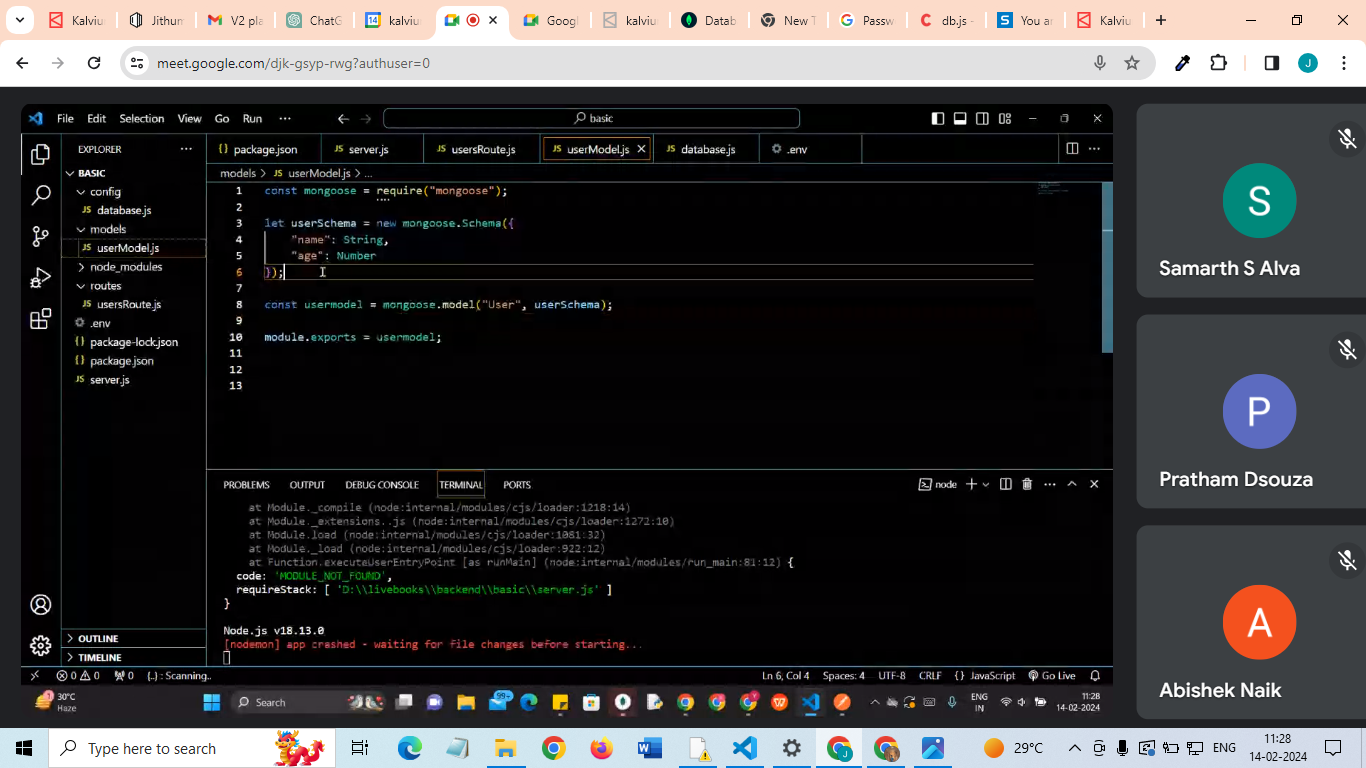 Kalviu
Jithum
V2 pla
ChatG
kalviu
Googl
kalviu
Datab
New T
Passw
db.js -
You ar
Kalviu
meet.google.com/djk-gsyp-rwg?authuser=0
J
File Edit Selection View Go Run ...
basic
EXPLORER
package.json
JS server.js
JS usersRoute.js
JS userModel.js
JS database.js
.env
models > JS userModel.js > ...
BASIC
config
JS database.js
models
JS userModel.js
node_modules
routes
JS usersRoute.js
.env
{} package-lock.json
{} package.json
JS server.js
OUTLINE
TIMELINE
1 const mongoose = require("mongoose");
2
3 let userSchema = new mongoose.Schema({
4 "name": String,
5 "age": Number
6 });
7
8 const usermodel = mongoose.model("User", userSchema);
9
10 module.exports = usermodel;
11
12
13
PROBLEMS OUTPUT DEBUG CONSOLE TERMINAL PORTS
node
at Module._compile (node:internal/modules/cjs/loader:1218:14)
at Module._extensions..js (node:internal/modules/cjs/loader:1272:10)
at Module.load (node:internal/modules/cjs/loader:1081:32)
at Module._load (node:internal/modules/cjs/loader:922:12)
at Function.executeUserEntryPoint [as runMain] (node:internal/modules/run_main:81:12) {
code: 'MODULE_NOT_FOUND',
requireStack: [ 'D:\\livebooks\\backend\\basic\\server.js' ]
}
Node.js v18.13.0
[nodemon] app crashed - waiting for file changes before starting...
0 0 0 {..} : Scanning..
Ln 6, Col 4 Spaces: 4 UTF-8 CRLF {} JavaScript Go Live
30°C
Haze
Search
99+
ENG
IN
11:28
14-02-2024
S
Samarth S Alva
P
Pratham Dsouza
A
Abishek Naik
Type here to search
29°C
ENG
11:28
14-02-2024